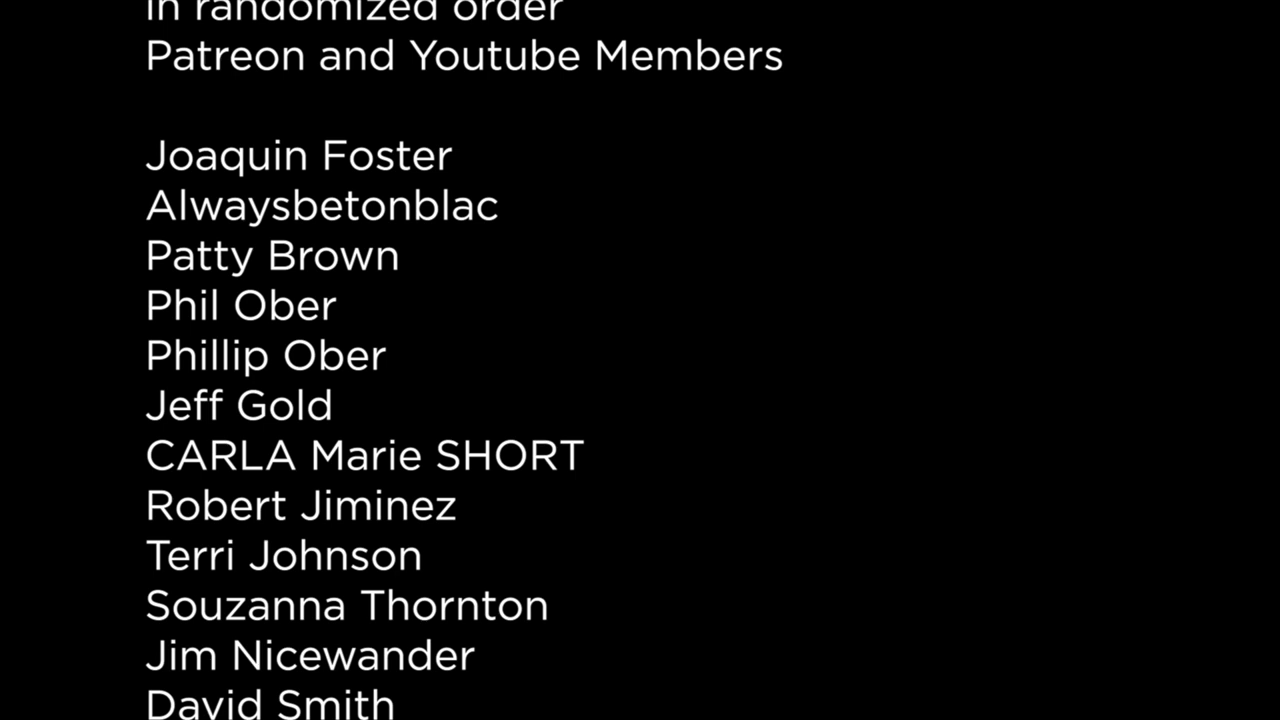 in randomized order
Patreon and Youtube Members
Joaquin Foster
Alwaysbetonblac
Patty Brown
Phil Ober
Phillip Ober
Jeff Gold
CARLA Marie SHORT
Robert Jiminez
Terri Johnson
Souzanna Thornton
Jim Nicewander
David Smith